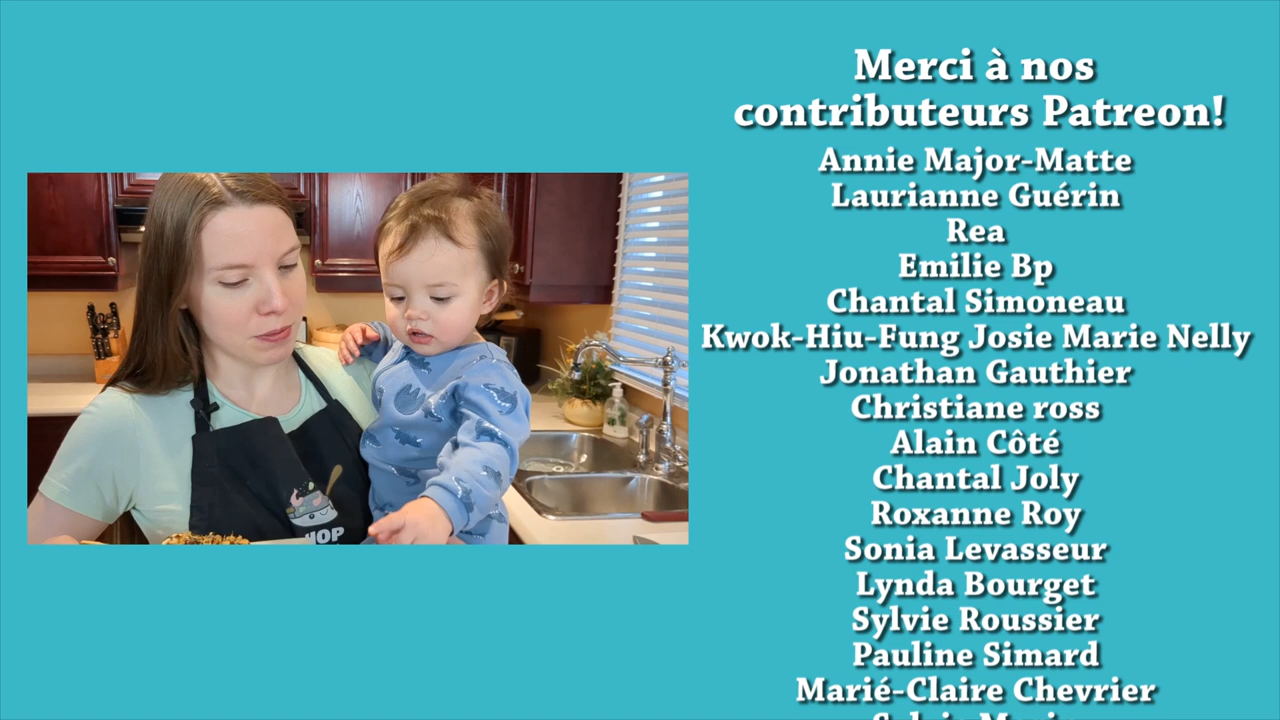 Merci à nos
contributeurs Patreon!
Annie Major-Matte
Laurianne Guérin
Rea
Emilie Bp
Chantal Simoneau
Kwok-Hiu-Fung Josie Marie Nelly
Jonathan Gauthier
Christiane ross
Alain Côté
Chantal Joly
Roxanne Roy
Sonia Levasseur
Lynda Bourget
Sylvie Roussier
Pauline Simard
Marié-Claire Chevrier
HOP